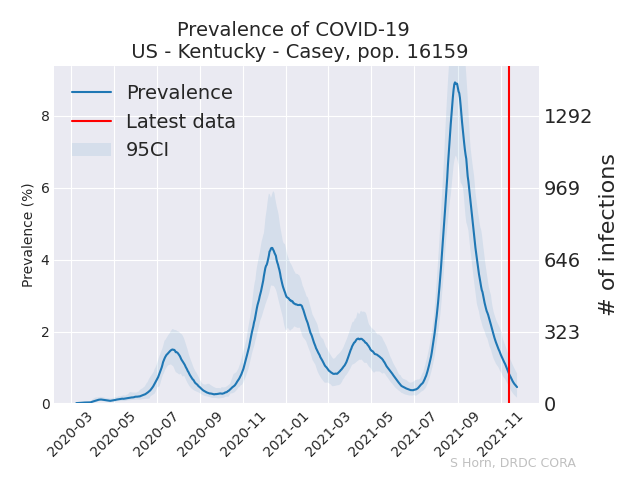 Prevalence of COVID-19
US - Kentucky - Casey, pop. 16159
Prevalence
Latest data
95CI
Prevalence (%)
8
6
4
2
0
1292
969
646
323
0
# of infections
2020-03
2020-05
2020-07
2020-09
2020-11
2021-01
2021-03
2021-05
2021-07
2021-09
2021-11
S Horn, DRDC CORA